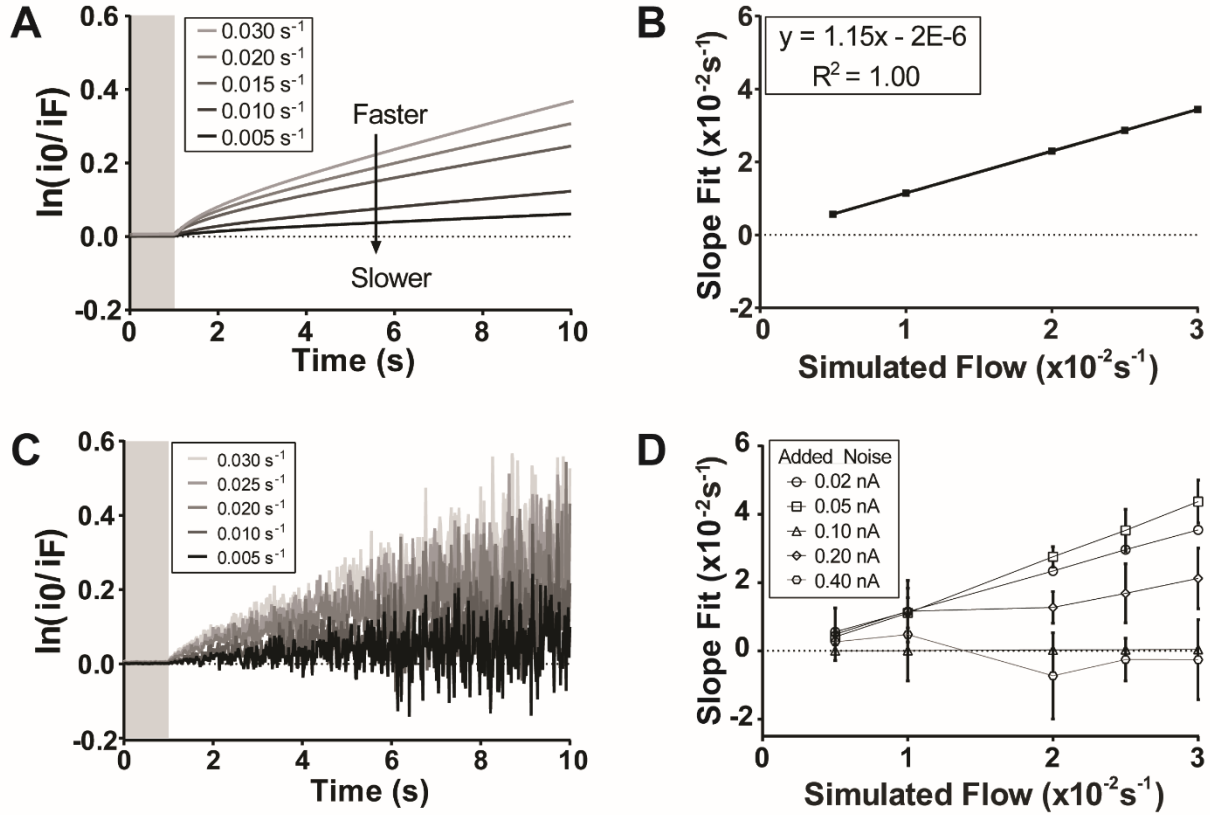 A
0.6
0.4
0.2
0.0
-0.2
ln(i0/iF)
0.030 s⁻¹
0.020 s⁻¹
0.015 s⁻¹
0.010 s⁻¹
0.005 s⁻¹
Faster
Slower
0 2 4 6 8 10
Time (s)
B
6
4
2
0
-2
Slope Fit (x10⁻²s⁻¹)
y = 1.15x - 2E-6
R² = 1.00
0 1 2 3
Simulated Flow (x10⁻²s⁻¹)
C
0.6
0.4
0.2
0.0
-0.2
ln(i0/iF)
0.030 s⁻¹
0.025 s⁻¹
0.020 s⁻¹
0.010 s⁻¹
0.005 s⁻¹
0 2 4 6 8 10
Time (s)
D
6
4
2
0
-2
Slope Fit (x10⁻²s⁻¹)
Added Noise
0.02 nA
0.05 nA
0.10 nA
0.20 nA
0.40 nA
0 1 2 3
Simulated Flow (x10⁻²s⁻¹)